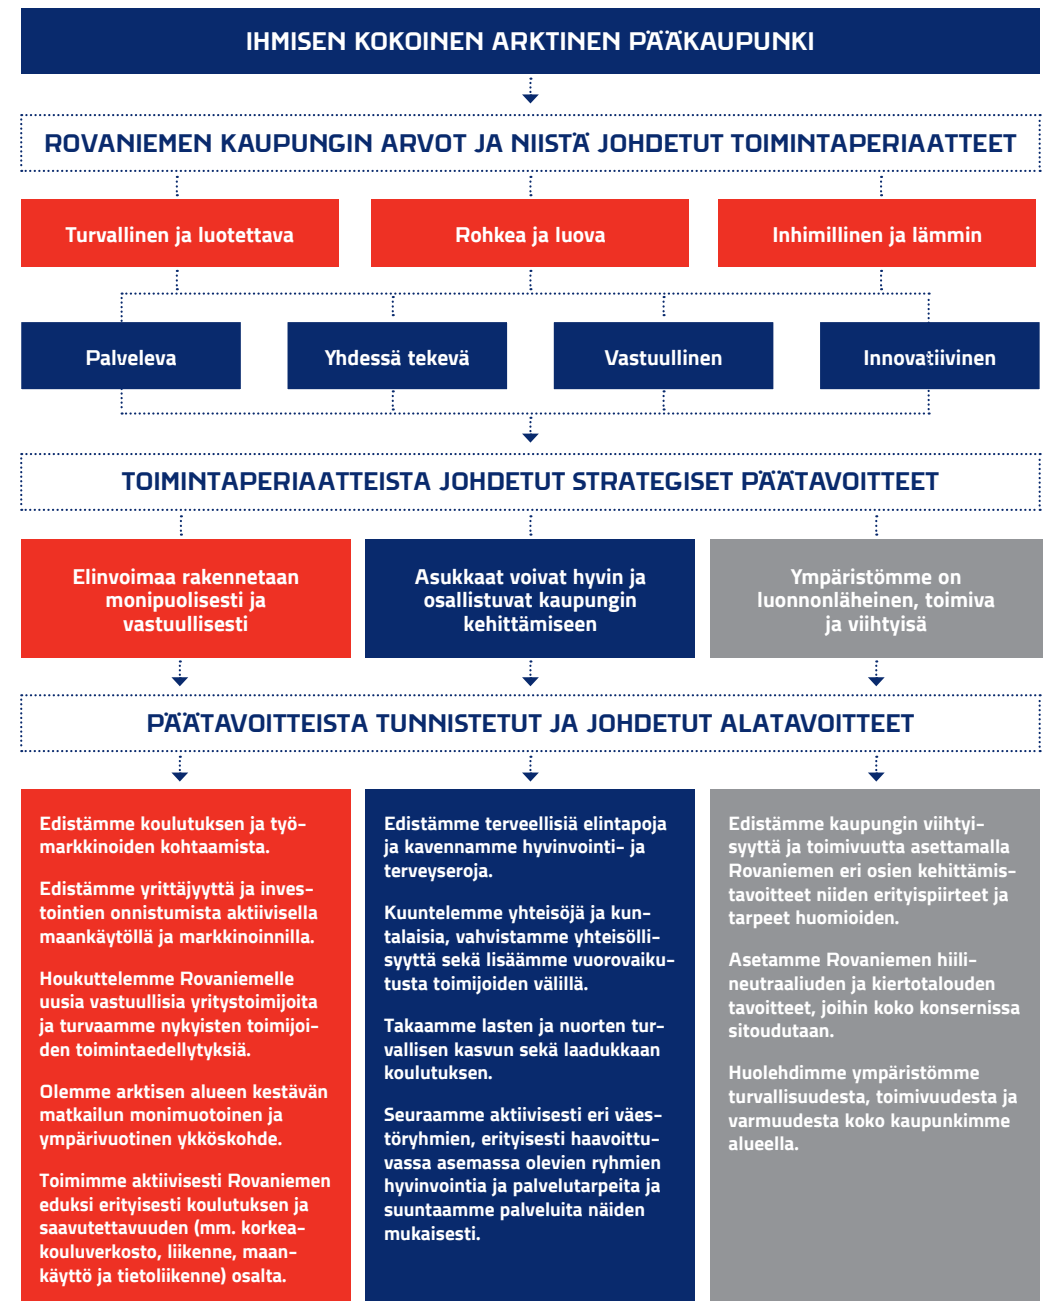 IHMISEN KOKOINEN ARKTINEN PÄÄKAUPUNKI
ROVANIEMEN KAUPUNGIN ARVOT JA NIISTÄ JOHDETUT TOIMINTAPERIAATTEET
Turvallinen ja luotettava
Rohkea ja luova
Inhimillinen ja lämmin
Palveleva
Yhdessä tekevä
Vastuullinen
Innovatiivinen
TOIMINTAPERIAATTEISTA JOHDETUT STRATEGISET PÄÄTAVOITTEET
Elinvoimaa rakennetaan
monipuolisesti ja
vastuullisesti
Asukkaat voivat hyvin ja
osallistuvat kaupungin
kehittämiseen
Ympäristömme on
luonnonläheinen, toimiva
ja viihtyisä
PÄÄTAVOITTEISTA TUNNISTETUT JA JOHDETUT ALATAVOITTEET
Edistämme koulutuksen ja työ-
markkinoiden kohtaamista.
Edistämme yrittäjyyttä ja inves-
tointien onnistumista aktiivisella
maankäytöllä ja markkinoinnilla.
Houkuttelemme Rovaniemelle
uusia vastuullisia yritystoimijoita
ja turvaamme nykyisten toimijoi-
den toimintaedellytyksiä.
Olemme arktisen alueen kestävän
matkailun monimuotoinen ja
ympärivuotinen ykköskohde.
Toimimme aktiivisesti Rovaniemen
eduksi erityisesti koulutuksen ja
saavutettavuuden (mm. korkea-
kouluverkosto, liikenne, maan-
käyttö ja tietoliikenne) osalta.
Edistämme terveellisiä elintapoja
ja kavennamme hyvinvointi- ja
terveyseroja.
Kuuntelemme yhteisöjä ja kun-
talaisia, vahvistamme yhteisölli-
syyttä sekä lisäämme vuorovaiku-
tusta toimijoiden välillä.
Takaamme lasten ja nuorten tur-
vallisen kasvun sekä laadukkaan
koulutuksen.
Seuraamme aktiivisesti eri väes-
töryhmien, erityisesti haavoittu-
vassa asemassa olevien ryhmien
hyvinvointia ja palvelutarpeita ja
suuntaamme palveluita näiden
mukaisesti.
Edistämme kaupungin viihtyi-
syyttä ja toimivuutta asettamalla
Rovaniemen eri osien kehittämis-
tavoitteet niiden erityispiirteet ja
tarpeet huomioiden.
Asetamme Rovaniemen hiili-
neutraaliuden ja kiertotalouden
tavoitteet, joihin koko konsernissa
sitoudutaan.
Huolehdimme ympäristömme
turvallisuudesta, toimivuudesta ja
varmuudesta koko kaupunkimme
alueella.